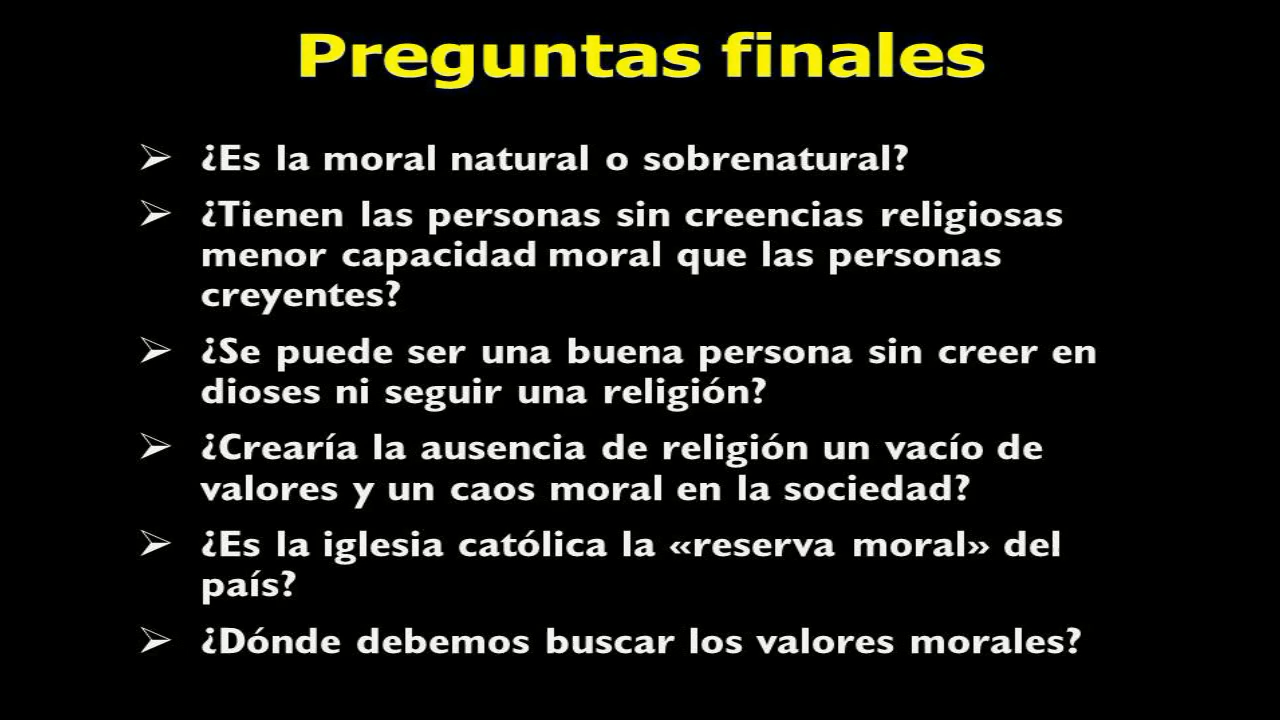 Preguntas finales
➢ ¿Es la moral natural o sobrenatural?
➢ ¿Tienen las personas sin creencias religiosas
menor capacidad moral que las personas
creyentes?
➢ ¿Se puede ser una buena persona sin creer en
dioses ni seguir una religión?
➢ ¿Crearía la ausencia de religión un vacío de
valores y un caos moral en la sociedad?
➢ ¿Es la iglesia católica la «reserva moral» del
país?
➢ ¿Dónde debemos buscar los valores morales?